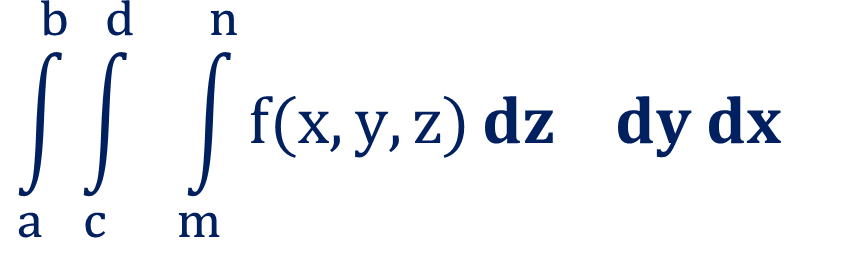 b d n
∫ ∫ ∫ f(x, y, z) dz dy dx
a c m